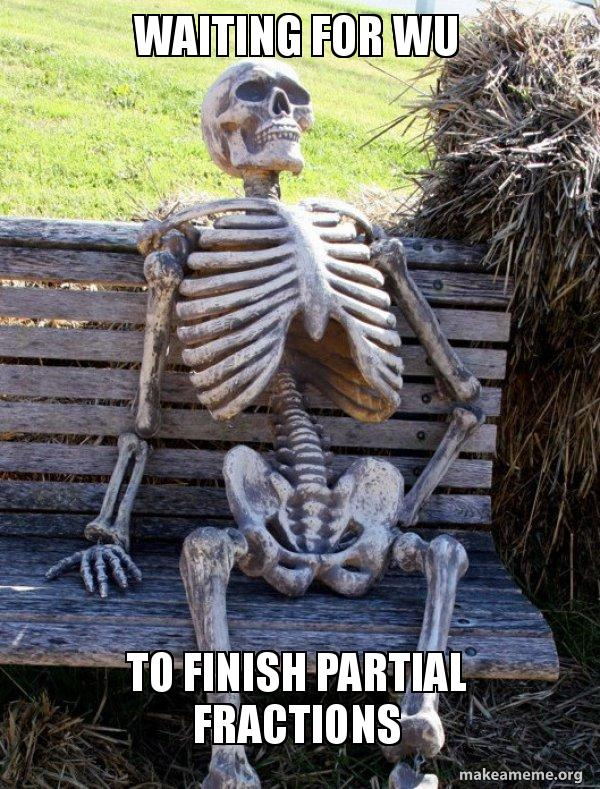 WAITING FOR WU
TO FINISH PARTIAL
FRACTIONS
makeameme.org